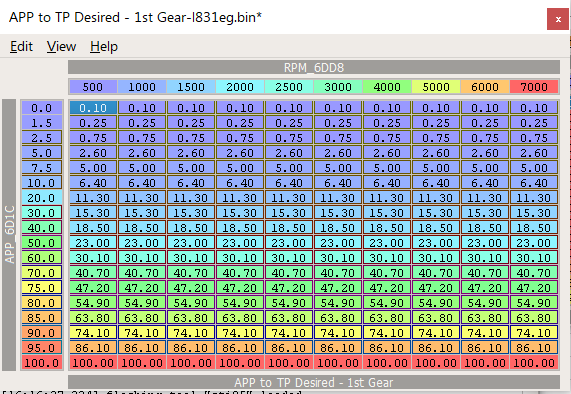 APP to TP Desired - 1st Gear-I831eg.bin*
x
Edit View Help
RPM_6DD8
500 1000 1500 2000 2500 3000 4000 5000 6000 7000
APP_6D1C
0.0 0.10 0.10 0.10 0.10 0.10 0.10 0.10 0.10 0.10 0.10
1.5 0.25 0.25 0.25 0.25 0.25 0.25 0.25 0.25 0.25 0.25
2.5 0.75 0.75 0.75 0.75 0.75 0.75 0.75 0.75 0.75 0.75
5.0 2.60 2.60 2.60 2.60 2.60 2.60 2.60 2.60 2.60 2.60
7.5 5.00 5.00 5.00 5.00 5.00 5.00 5.00 5.00 5.00 5.00
10.0 6.40 6.40 6.40 6.40 6.40 6.40 6.40 6.40 6.40 6.40
20.0 11.30 11.30 11.30 11.30 11.30 11.30 11.30 11.30 11.30 11.30
30.0 15.30 15.30 15.30 15.30 15.30 15.30 15.30 15.30 15.30 15.30
40.0 18.50 18.50 18.50 18.50 18.50 18.50 18.50 18.50 18.50 18.50
50.0 23.00 23.00 23.00 23.00 23.00 23.00 23.00 23.00 23.00 23.00
60.0 30.10 30.10 30.10 30.10 30.10 30.10 30.10 30.10 30.10 30.10
70.0 40.70 40.70 40.70 40.70 40.70 40.70 40.70 40.70 40.70 40.70
75.0 47.20 47.20 47.20 47.20 47.20 47.20 47.20 47.20 47.20 47.20
80.0 54.90 54.90 54.90 54.90 54.90 54.90 54.90 54.90 54.90 54.90
85.0 63.80 63.80 63.80 63.80 63.80 63.80 63.80 63.80 63.80 63.80
90.0 74.10 74.10 74.10 74.10 74.10 74.10 74.10 74.10 74.10 74.10
95.0 86.10 86.10 86.10 86.10 86.10 86.10 86.10 86.10 86.10 86.10
100.0 100.00 100.00 100.00 100.00 100.00 100.00 100.00 100.00 100.00 100.00
APP to TP Desired - 1st Gear